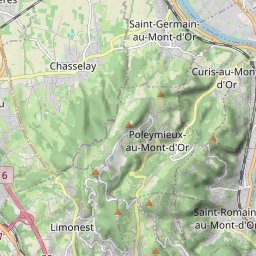 Saint-Germain-
au-Mont-d'Or
Chasselay
Curis-au-Mont
d'Or
Poleymieux-
au-Mont-d'Or
6
Limonest
Saint-Romain
au-Mont-d'Or